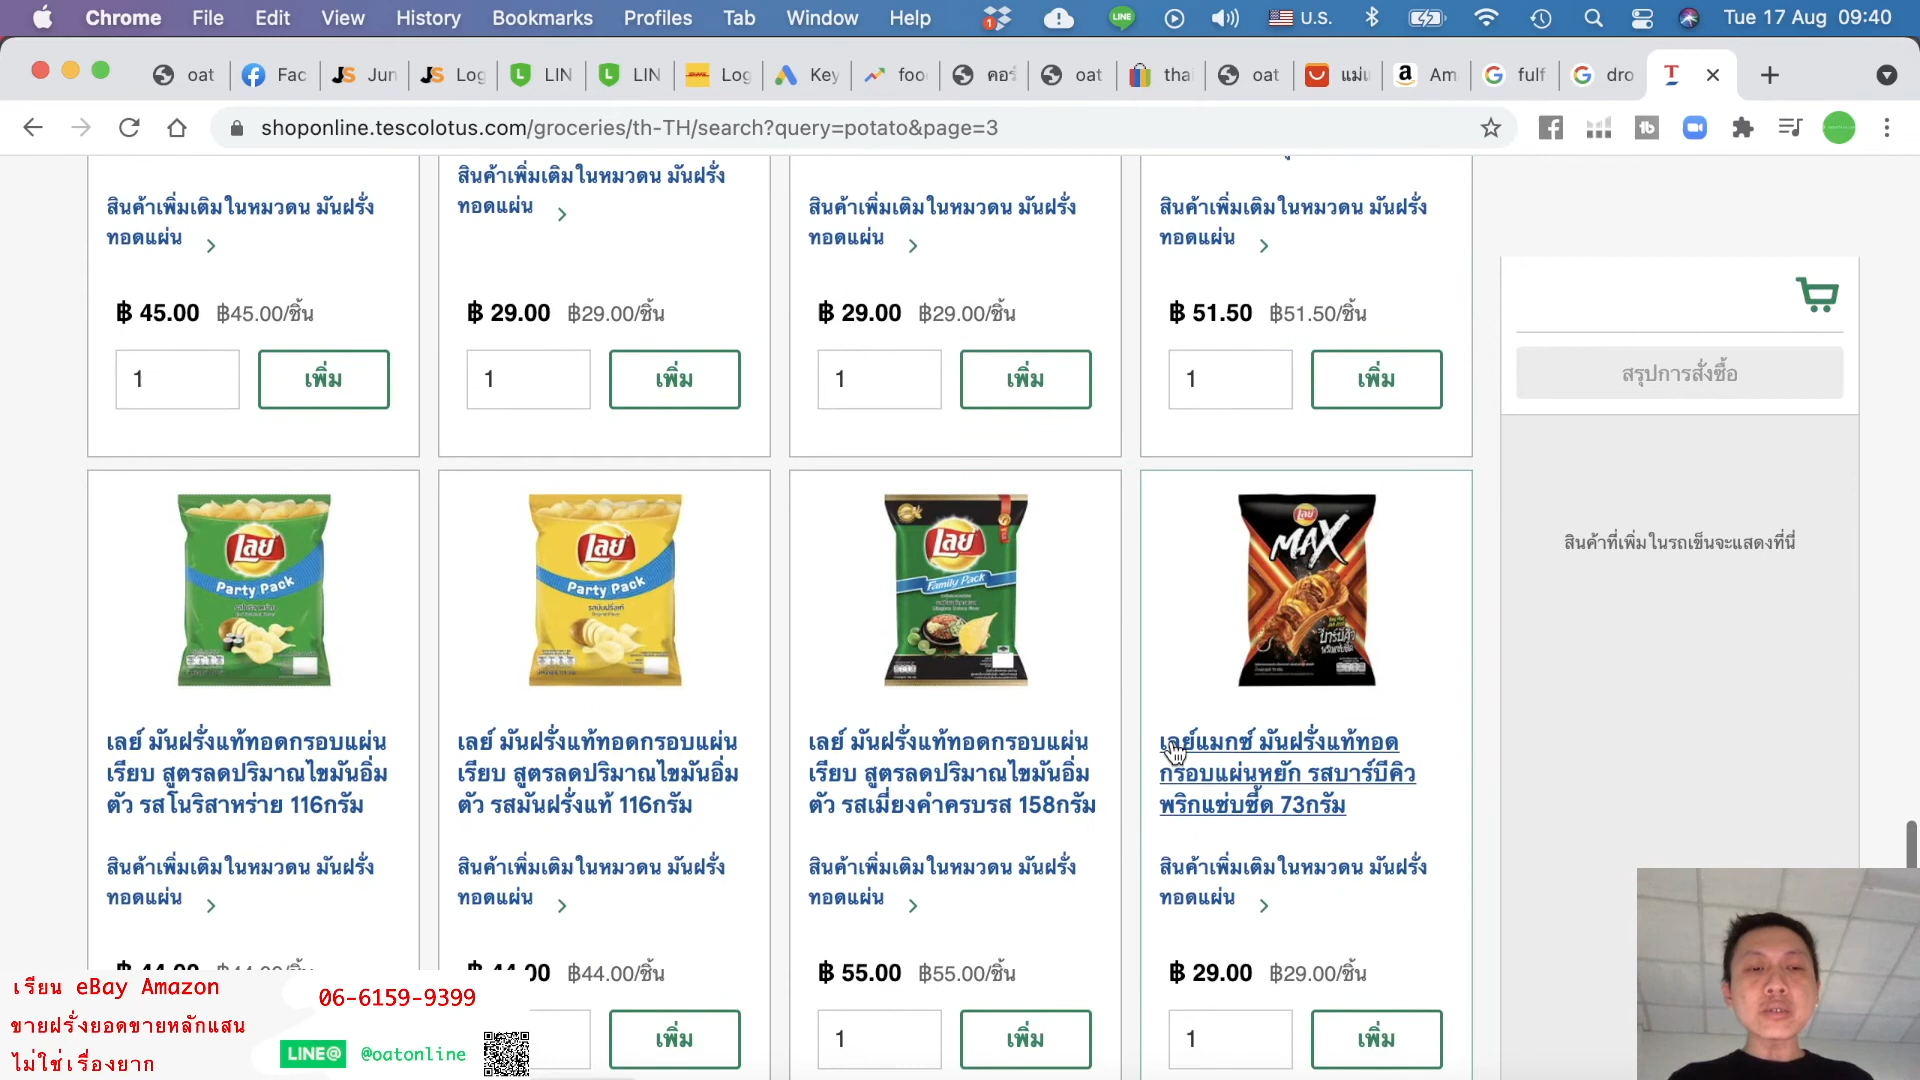 Chrome File Edit View History Bookmarks Profiles Tab Window Help 1 LINE U.S. Tue 17 Aug 09:40
oat Fac Jun Log LIN LIN Log Key foo คอร์ oat thai oat แม่เ Am fulf dro
shoponline.tescolotus.com/groceries/th-TH/search?query=potato&page=3
สินค้าเพิ่มเติมในหมวดน มันฝรั่ง
ทอดแผ่น
สินค้าเพิ่มเติมในหมวดน มันฝรั่ง
ทอดแผ่น
สินค้าเพิ่มเติมในหมวดน มันฝรั่ง
ทอดแผ่น
สินค้าเพิ่มเติมในหมวดน มันฝรั่ง
ทอดแผ่น
฿ 45.00 ฿45.00/ชิ้น
฿ 29.00 ฿29.00/ชิ้น
฿ 29.00 ฿29.00/ชิ้น
฿ 51.50 ฿51.50/ชิ้น
1 เพิ่ม
1 เพิ่ม
1 เพิ่ม
1 เพิ่ม
สรุปการสั่งซื้อ
สินค้าที่เพิ่มในรถเข็นจะแสดงที่นี่
เลย์
Party Pack
เลย์
Party Pack
เลย์
Family Pack
เลย์
MAX
บาร์บีคิว
เลย์ มันฝรั่งแท้ทอดกรอบแผ่น
เรียบ สูตรลดปริมาณไขมันอิ่ม
ตัว รสโนริสาหร่าย 116กรัม
เลย์ มันฝรั่งแท้ทอดกรอบแผ่น
เรียบ สูตรลดปริมาณไขมันอิ่ม
ตัว รสมันฝรั่งแท้ 116กรัม
เลย์ มันฝรั่งแท้ทอดกรอบแผ่น
เรียบ สูตรลดปริมาณไขมันอิ่ม
ตัว รสเมี่ยงคำครบรส 158กรัม
เลย์แมกซ์ มันฝรั่งแท้ทอด
กรอบแผ่นหยัก รสบาร์บีคิว
พริกแซ่บซี้ด 73กรัม
สินค้าเพิ่มเติมในหมวดน มันฝรั่ง
ทอดแผ่น
สินค้าเพิ่มเติมในหมวดน มันฝรั่ง
ทอดแผ่น
สินค้าเพิ่มเติมในหมวดน มันฝรั่ง
ทอดแผ่น
สินค้าเพิ่มเติมในหมวดน มันฝรั่ง
ทอดแผ่น
฿ 44.00 ฿44.00/ชิ้น
฿ 44.00 ฿44.00/ชิ้น
฿ 55.00 ฿55.00/ชิ้น
฿ 29.00 ฿29.00/ชิ้น
เพิ่ม
1 เพิ่ม
1 เพิ่ม
เรียน eBay Amazon
ขายฝรั่งยอดขายหลักแสน
ไม่ใช่เรื่องยาก
06-6159-9399
LINE@ @oatonline